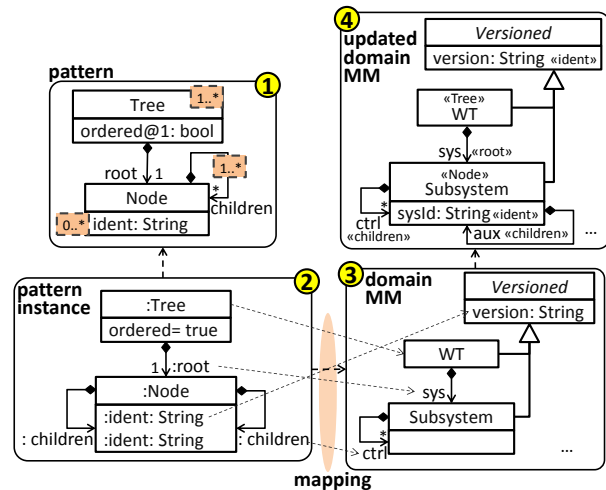 pattern
1
Tree
1..*
ordered@1: bool
root
1
1..*
*
children
Node
0..*
ident: String
4
updated
domain
MM
Versioned
version: String «ident»
«Tree»
WT
sys «root»
«Node»
Subsystem
sysId: String «ident»
*
ctrl
«children»
aux «children»
...
pattern
instance
2
:Tree
ordered= true
1
:root
:Node
:ident: String
:ident: String
: children
: children
mapping
3
domain
MM
Versioned
version: String
WT
sys
Subsystem
*
ctrl
...